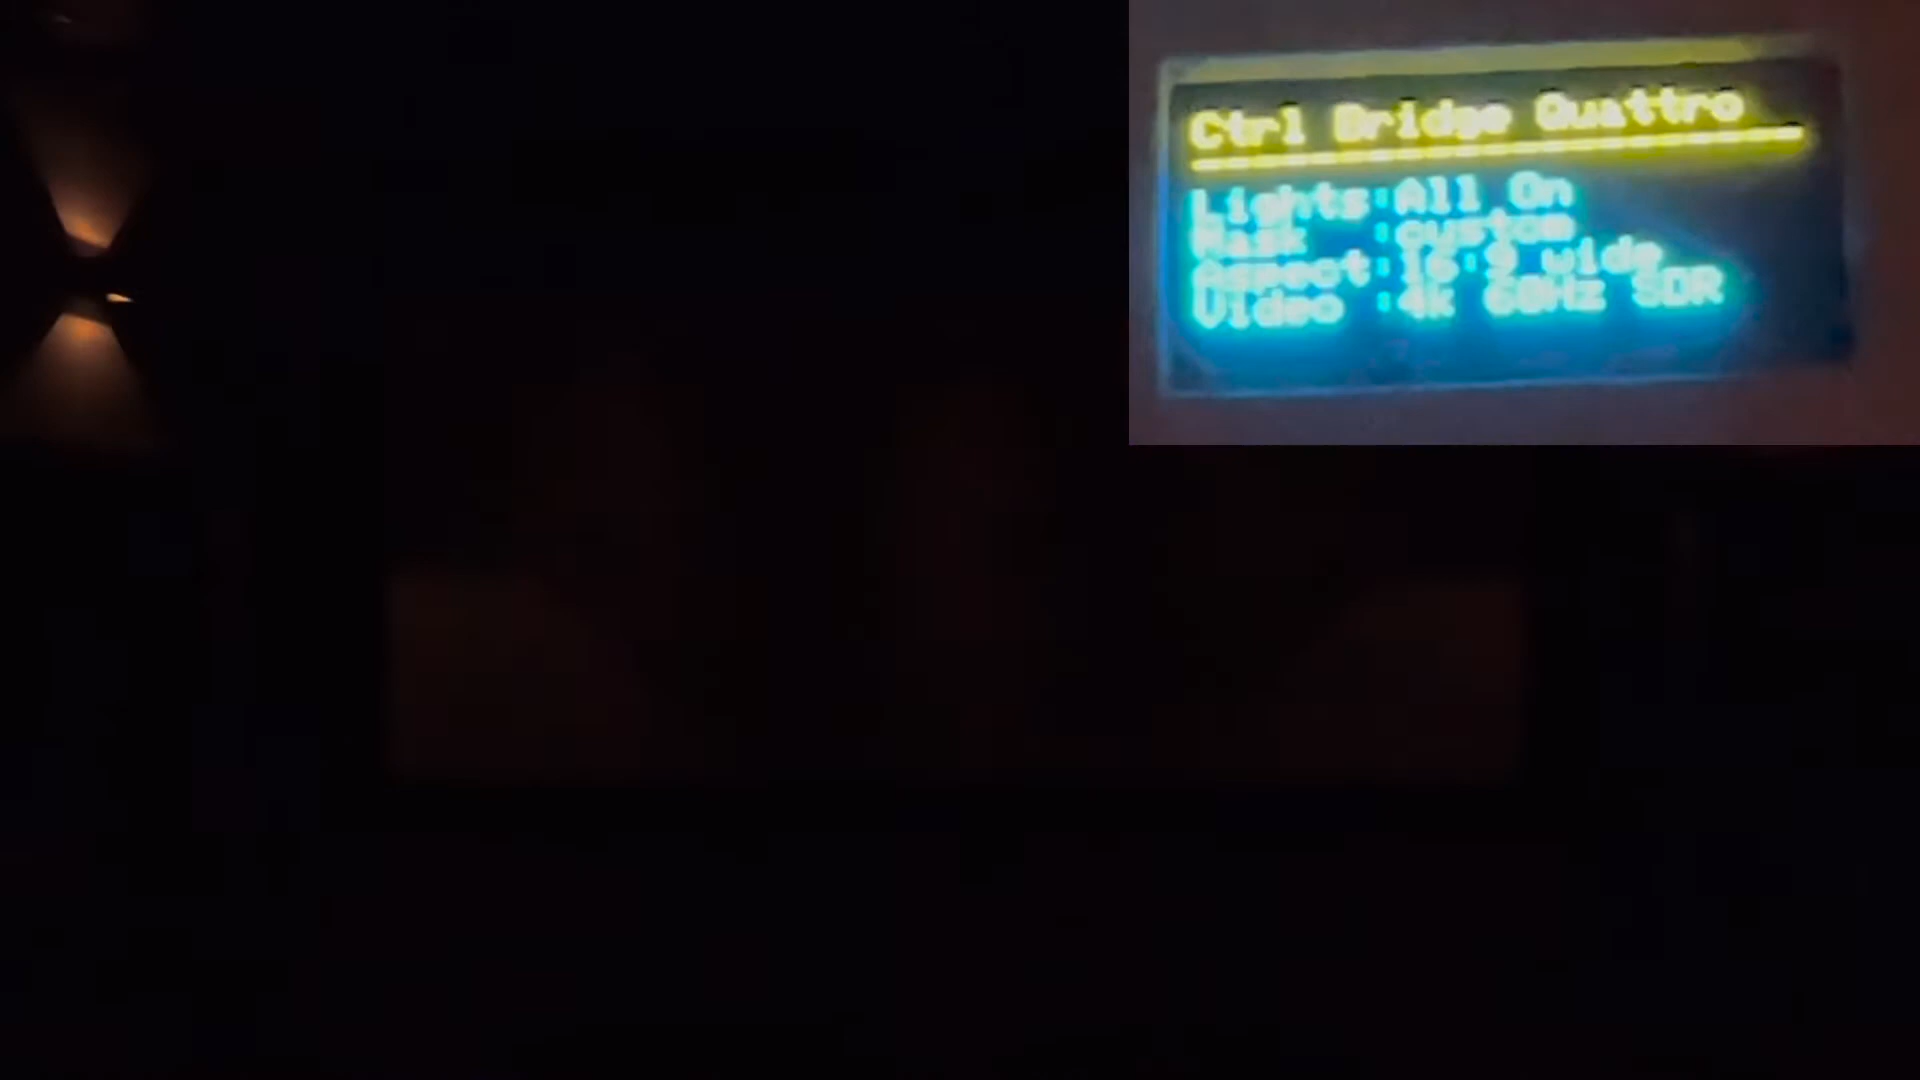 Ctrl Bridge Quattro
Lights:All On
Mask  :custom
Aspect:16:9 wide
Video :4k 60Hz SDR